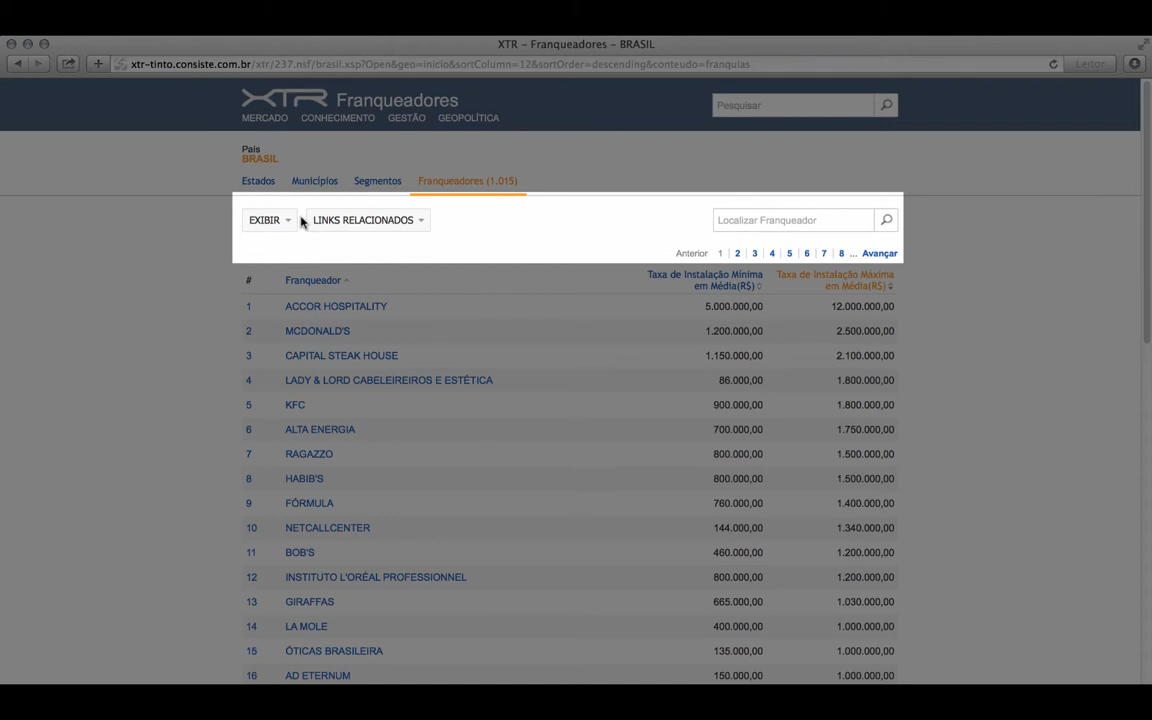 XTR – Franqueadores – BRASIL
xtr-tinto.consiste.com.br/xtr/237.nsf/brasil.xsp?Open&geo=inicio&sortColumn=12&sortOrder=descending&conteudo=franquias
Leitor
XTR Franqueadores
Pesquisar
MERCADO CONHECIMENTO GESTÃO GEOPOLÍTICA
País
BRASIL
Estados Municípios Segmentos Franqueadores (1.015)
EXIBIR LINKS RELACIONADOS Localizar Franqueador
Anterior 1 | 2 | 3 | 4 | 5 | 6 | 7 | 8 ... Avançar
# Franqueador Taxa de Instalação Mínima em Média(R$) Taxa de Instalação Máxima em Média(R$)
1 ACCOR HOSPITALITY 5.000.000,00 12.000.000,00
2 MCDONALD'S 1.200.000,00 2.500.000,00
3 CAPITAL STEAK HOUSE 1.150.000,00 2.100.000,00
4 LADY & LORD CABELEIREIROS E ESTÉTICA 86.000,00 1.800.000,00
5 KFC 900.000,00 1.800.000,00
6 ALTA ENERGIA 700.000,00 1.750.000,00
7 RAGAZZO 800.000,00 1.500.000,00
8 HABIB'S 800.000,00 1.500.000,00
9 FÓRMULA 760.000,00 1.400.000,00
10 NETCALLCENTER 144.000,00 1.340.000,00
11 BOB'S 460.000,00 1.200.000,00
12 INSTITUTO L'ORÉAL PROFESSIONNEL 800.000,00 1.200.000,00
13 GIRAFFAS 665.000,00 1.030.000,00
14 LA MOLE 400.000,00 1.000.000,00
15 ÓTICAS BRASILEIRA 135.000,00 1.000.000,00
16 AD ETERNUM 150.000,00 1.000.000,00